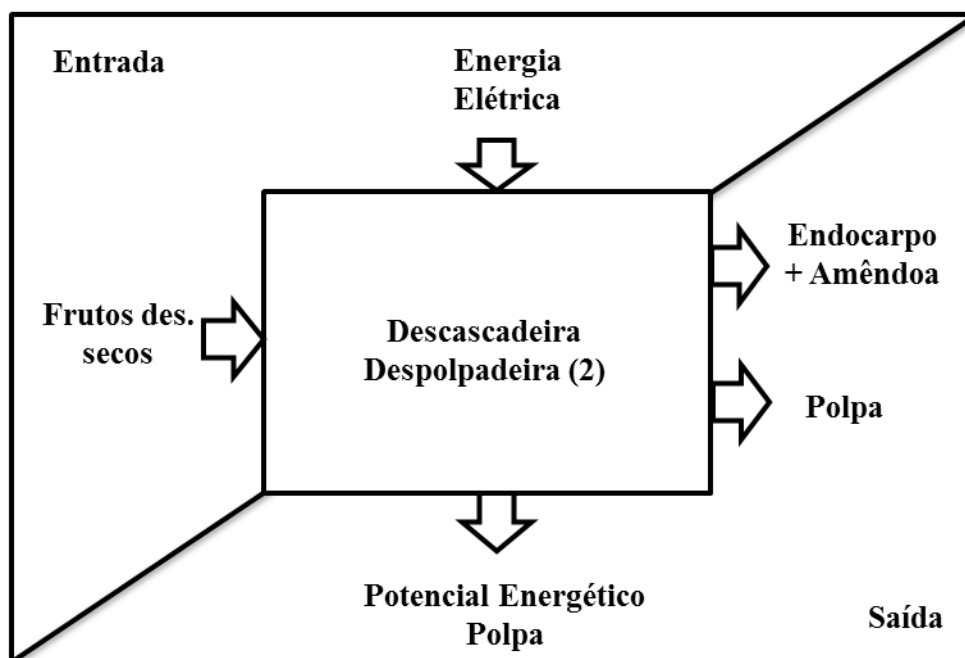 Entrada
Energia
Elétrica
Frutos des.
secos
Descascadeira
Despolpadeira (2)
Endocarpo
+ Amêndoa
Polpa
Potencial Energético
Polpa
Saída